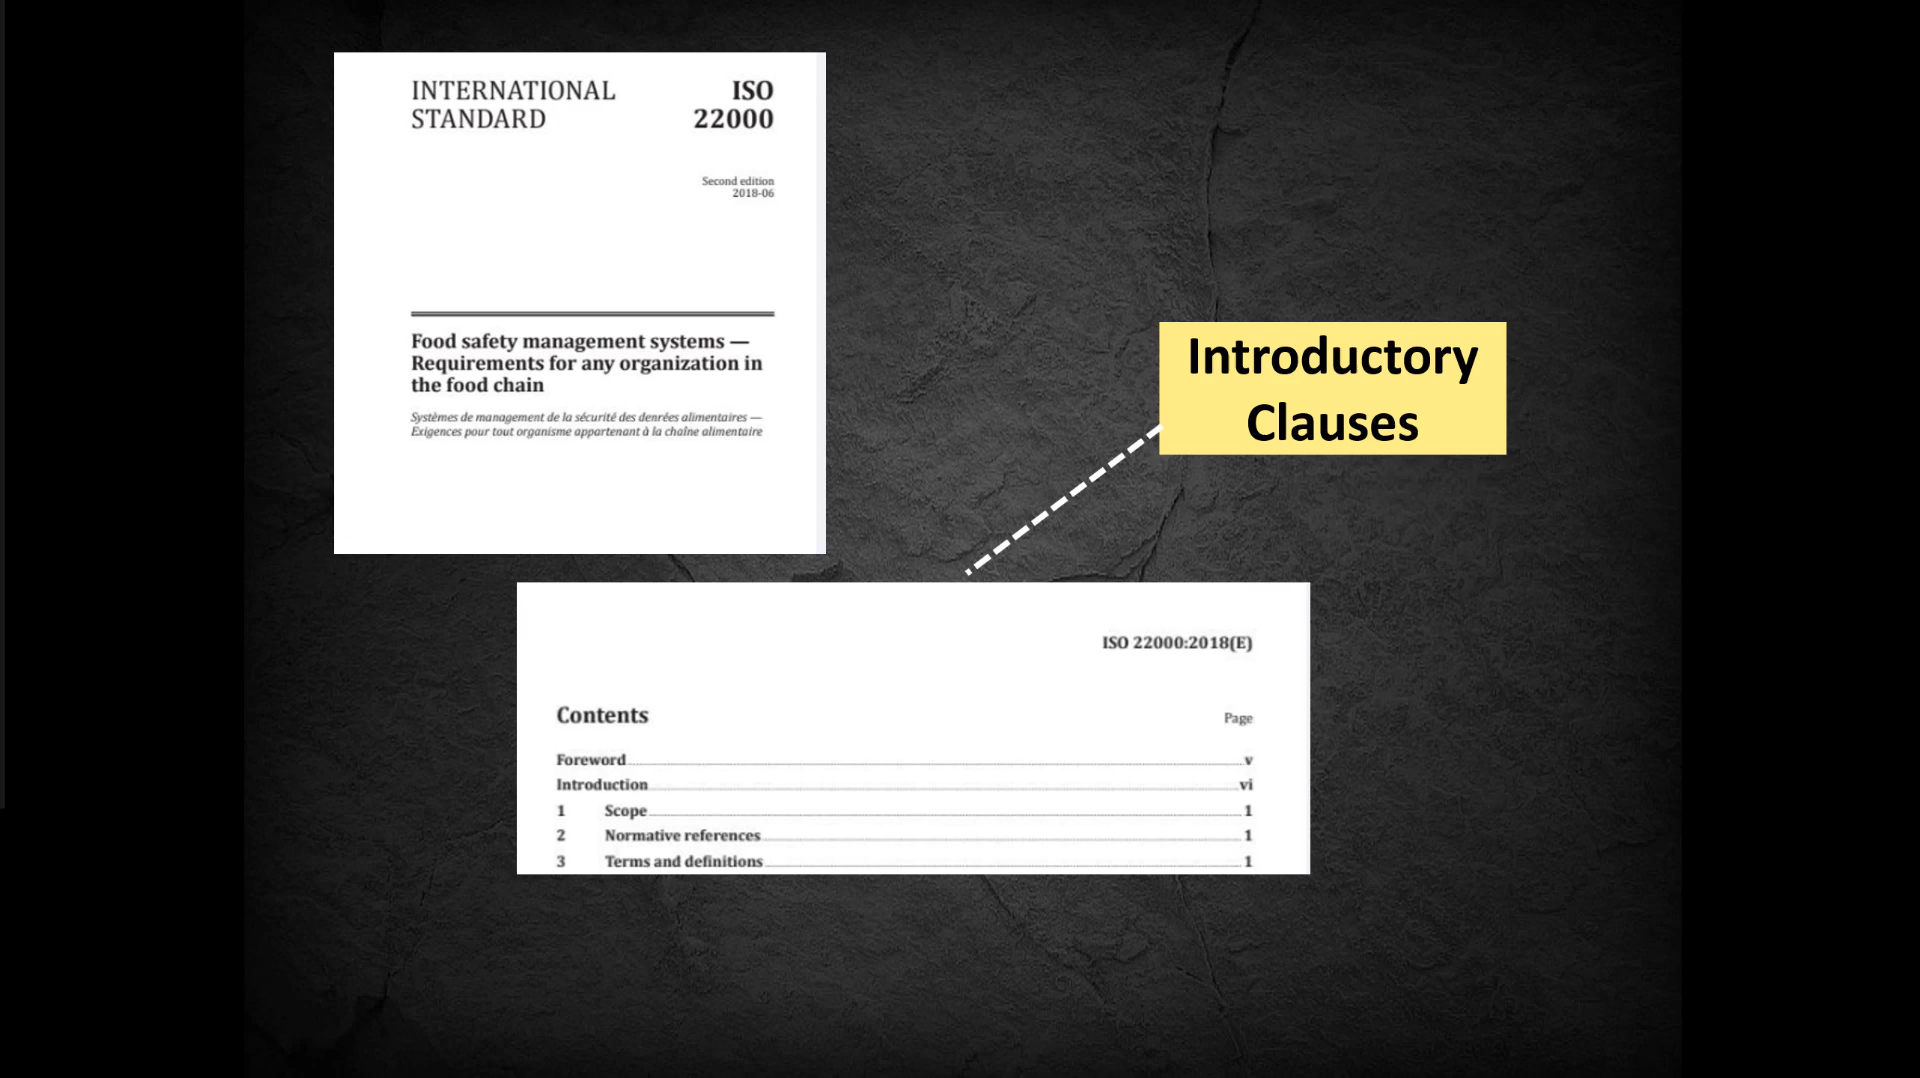 INTERNATIONAL STANDARD
ISO 22000
Second edition
2018-06
Food safety management systems —
Requirements for any organization in
the food chain
Systèmes de management de la sécurité des denrées alimentaires —
Exigences pour tout organisme appartenant à la chaîne alimentaire
Introductory
Clauses
ISO 22000:2018(E)
Contents Page
Foreword v
Introduction vi
1 Scope 1
2 Normative references 1
3 Terms and definitions 1